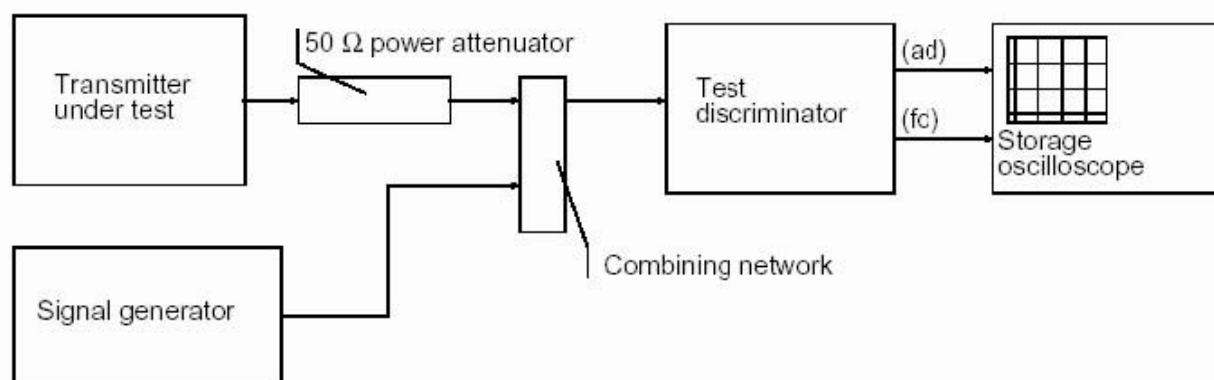 50 Ω power attenuator
Transmitter
under test
Test
discriminator
(ad)
(fc)
Storage
oscilloscope
Combining network
Signal generator